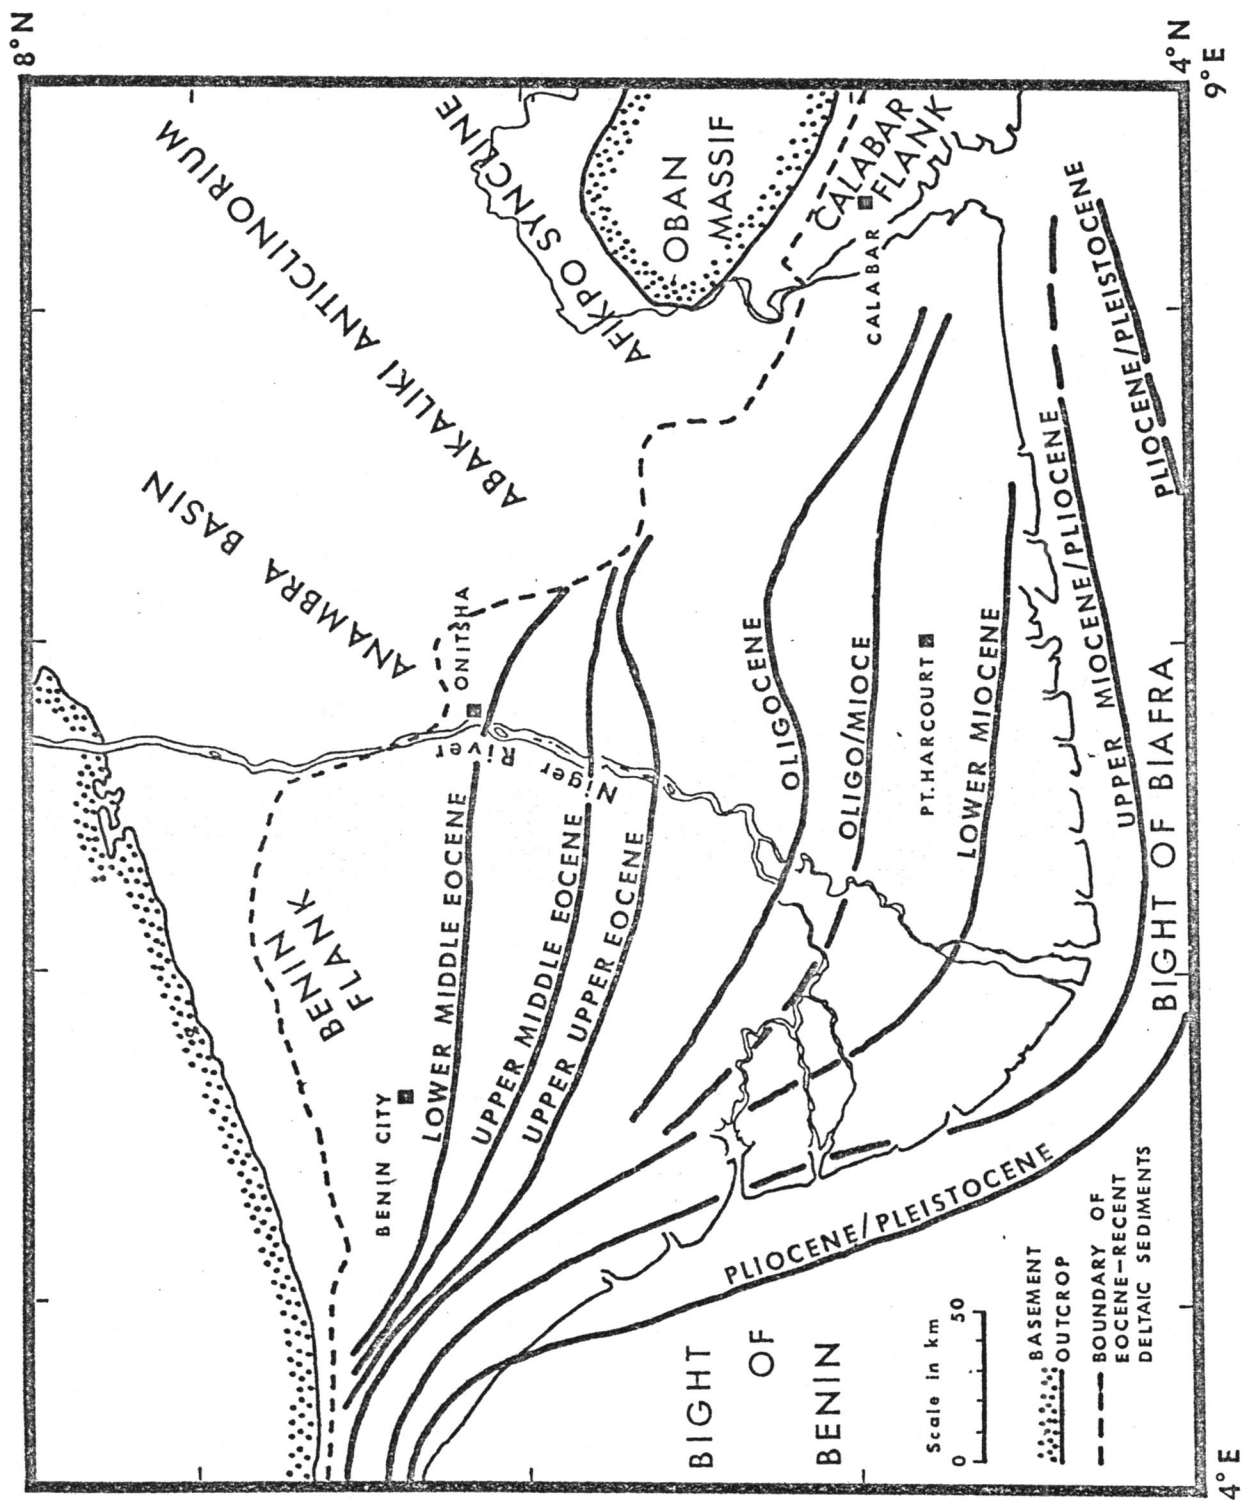 8°N
4°N
9°E
4°E
ANAMBRA BASIN
ABAKALIKI ANTICLINORIUM
AFIKPO SYNCLINE
OBAN
MASSIF
CALABAR
FLANK
CALABAR
ONITSHA
Niger River
BENIN
FLANK
BENIN CITY
LOWER MIDDLE EOCENE
UPPER MIDDLE EOCENE
UPPER UPPER EOCENE
OLIGOCENE
OLIGO/MIOCE
PT.HARCOURT
LOWER MIOCENE
UPPER MIOCENE/PLIOCENE
PLIOCENE/PLEISTOCENE
PLIOCENE/PLEISTOCENE
BIGHT OF BIAFRA
BIGHT
OF
BENIN
Scale in km
0 50
BASEMENT
OUTCROP
BOUNDARY OF
EOCENE-RECENT
DELTAIC SEDIMENTS